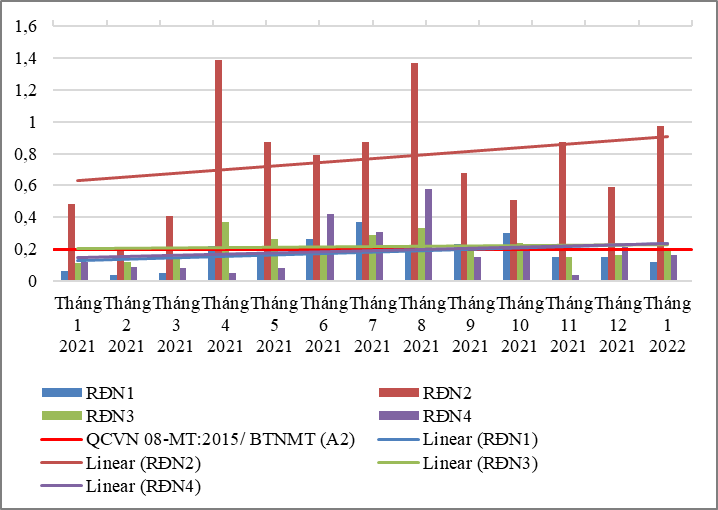 1,6
1,4
1,2
1
0,8
0,6
0,4
0,2
0
Tháng Tháng Tháng Tháng Tháng Tháng Tháng Tháng Tháng Tháng Tháng Tháng Tháng
1 2 3 4 5 6 7 8 9 10 11 12 1
2021 2021 2021 2021 2021 2021 2021 2021 2021 2021 2021 2021 2022
RĐN1 RĐN2
RĐN3 RĐN4
QCVN 08-MT:2015/ BTNMT (A2) Linear (RĐN1)
Linear (RĐN2) Linear (RĐN3)
Linear (RĐN4)